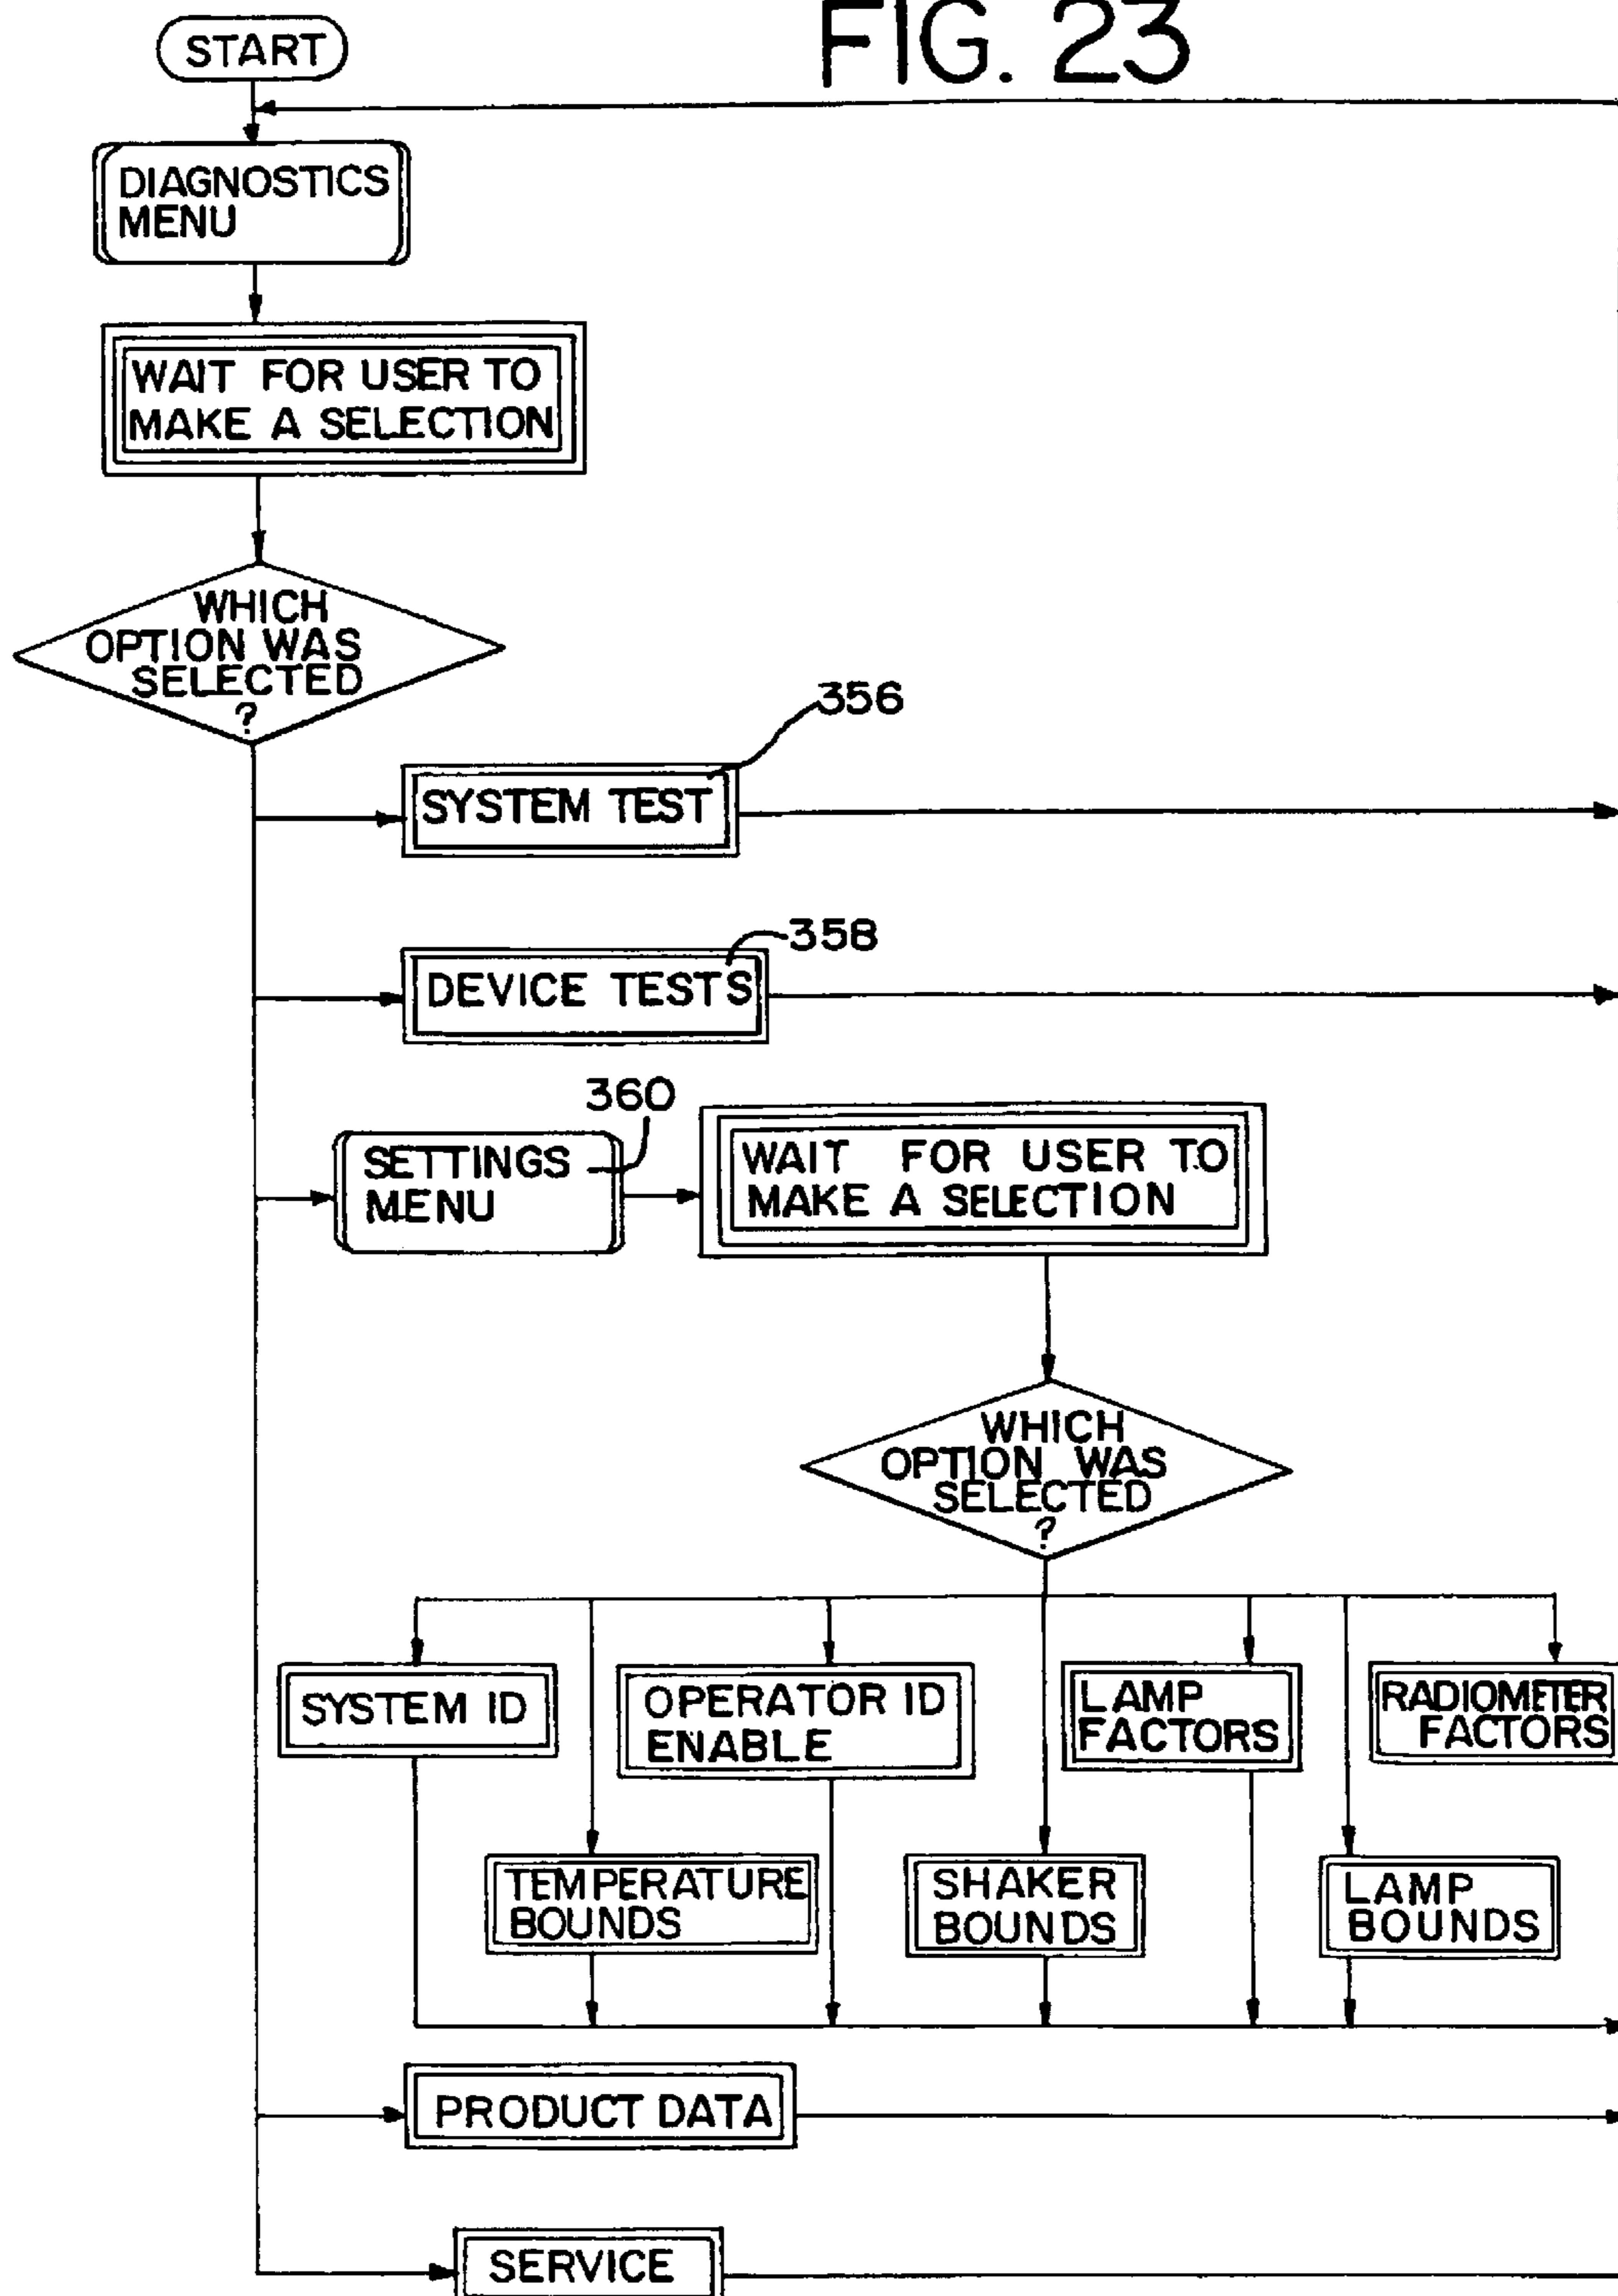 FIG. 23
START
DIAGNOSTICS
MENU
WAIT FOR USER TO
MAKE A SELECTION
WHICH
OPTION WAS
SELECTED
?
356
SYSTEM TEST
358
DEVICE TESTS
360
SETTINGS
MENU
WAIT FOR USER TO
MAKE A SELECTION
WHICH
OPTION WAS
SELECTED
?
SYSTEM ID
OPERATOR ID
ENABLE
LAMP
FACTORS
RADIOMETER
FACTORS
TEMPERATURE
BOUNDS
SHAKER
BOUNDS
LAMP
BOUNDS
PRODUCT DATA
SERVICE